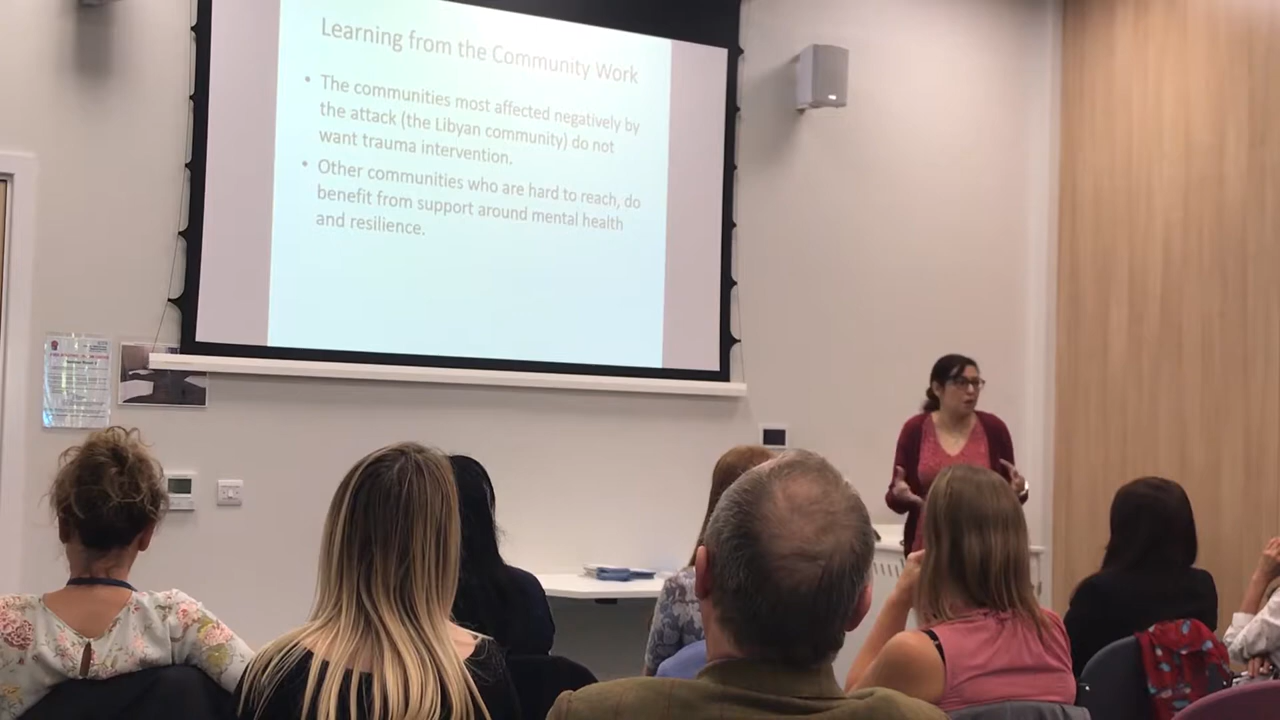 Learning from the Community Work
• The communities most affected negatively by
the attack (the Libyan community) do not
want trauma intervention.
• Other communities who are hard to reach, do
benefit from support around mental health
and resilience.